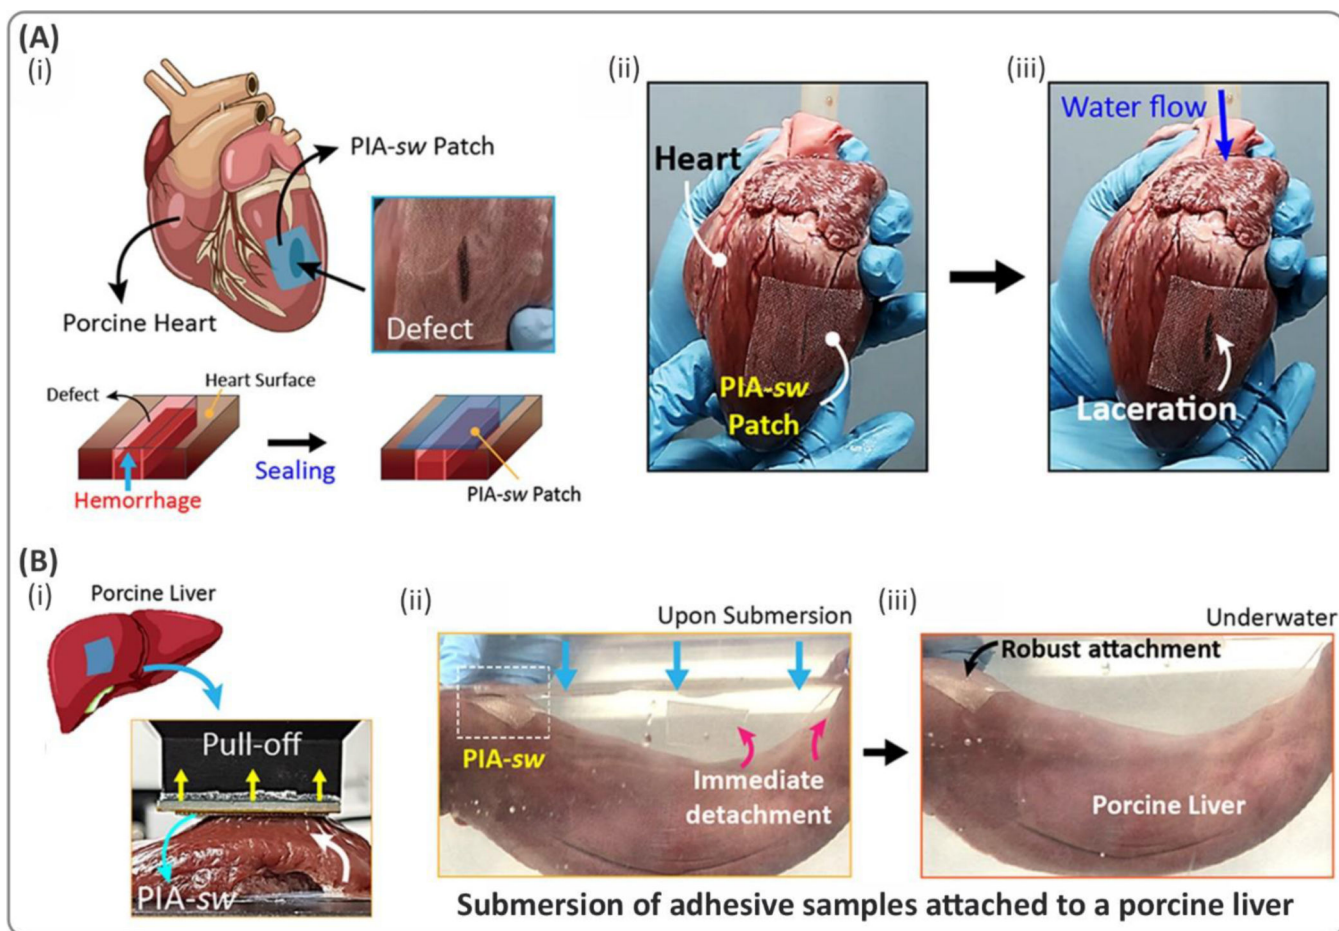 (A)
(i)
PIA-sw Patch
Porcine Heart
Defect
Defect
Heart Surface
Hemorrhage
Sealing
PIA-sw Patch
(ii)
Heart
PIA-sw
Patch
(iii)
Water flow
Laceration
(B)
(i)
Porcine Liver
Pull-off
PIA-sw
(ii)
Upon Submersion
PIA-sw
Immediate
detachment
(iii)
Underwater
Robust attachment
Porcine Liver
Submersion of adhesive samples attached to a porcine liver